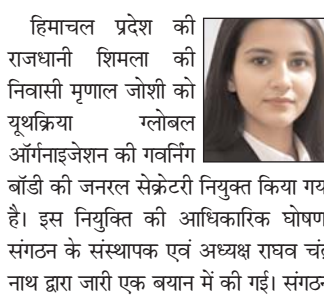 हिमाचल प्रदेश की
राजधानी शिमला की
निवासी मृणाल जोशी को
यूथक्रिया ग्लोबल
ऑर्गनाइजेशन की गवर्निंग
बॉडी की जनरल सेक्रेटरी नियुक्त किया गय
है। इस नियुक्ति की आधिकारिक घोषण
संगठन के संस्थापक एवं अध्यक्ष राघव चंद्र
नाथ द्वारा जारी एक बयान में की गई। संगठन